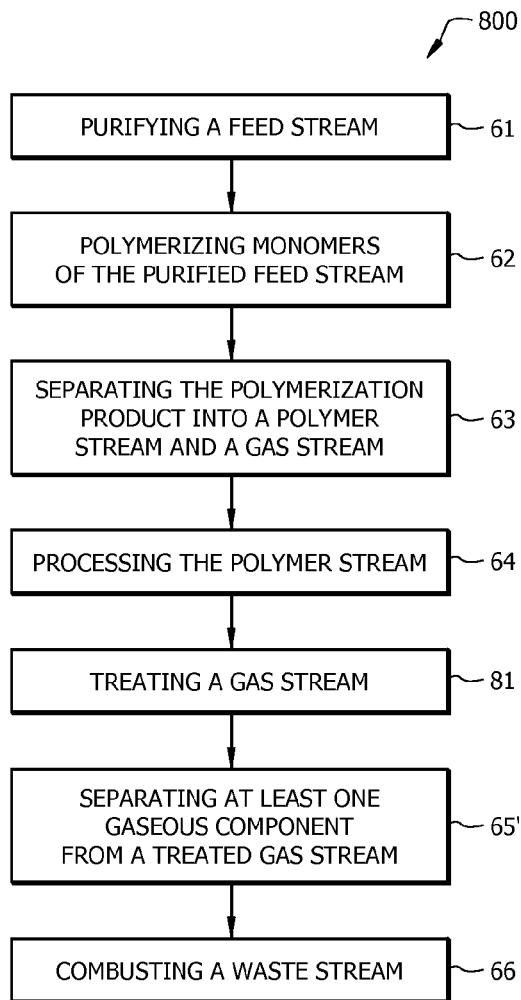 800
PURIFYING A FEED STREAM
61
POLYMERIZING MONOMERS
OF THE PURIFIED FEED STREAM
62
SEPARATING THE POLYMERIZATION
PRODUCT INTO A POLYMER
STREAM AND A GAS STREAM
63
PROCESSING THE POLYMER STREAM
64
TREATING A GAS STREAM
81
SEPARATING AT LEAST ONE
GASEOUS COMPONENT
FROM A TREATED GAS STREAM
65'
COMBUSTING A WASTE STREAM
66